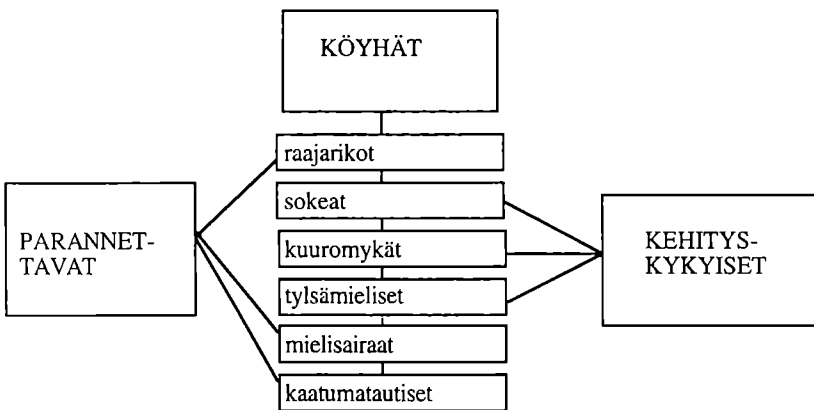 KÖYHÄT
raajarikot
sokeat
kuuromykät
tylsämieliset
mielisairaat
kaatumatautiset
PARANNET-
TAVAT
KEHITYS-
KYKYISET